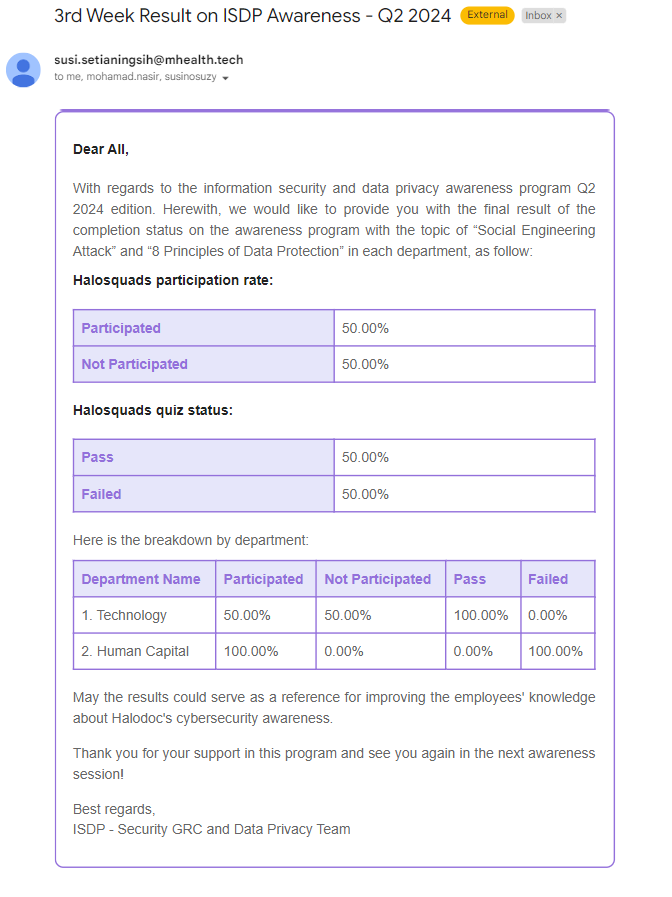 3rd Week Result on ISDP Awareness - Q2 2024 External Inbox ×
susi.setianingsih@mhealth.tech
to me, mohamad.nasir, susinosuzy
Dear All,
With regards to the information security and data privacy awareness program Q2
2024 edition. Herewith, we would like to provide you with the final result of the
completion status on the awareness program with the topic of “Social Engineering
Attack” and “8 Principles of Data Protection” in each department, as follow:
Halosquads participation rate:
Participated 50.00%
Not Participated 50.00%
Halosquads quiz status:
Pass 50.00%
Failed 50.00%
Here is the breakdown by department:
Department Name Participated Not Participated Pass Failed
1. Technology 50.00% 50.00% 100.00% 0.00%
2. Human Capital 100.00% 0.00% 0.00% 100.00%
May the results could serve as a reference for improving the employees' knowledge
about Halodoc's cybersecurity awareness.
Thank you for your support in this program and see you again in the next awareness
session!
Best regards,
ISDP - Security GRC and Data Privacy Team